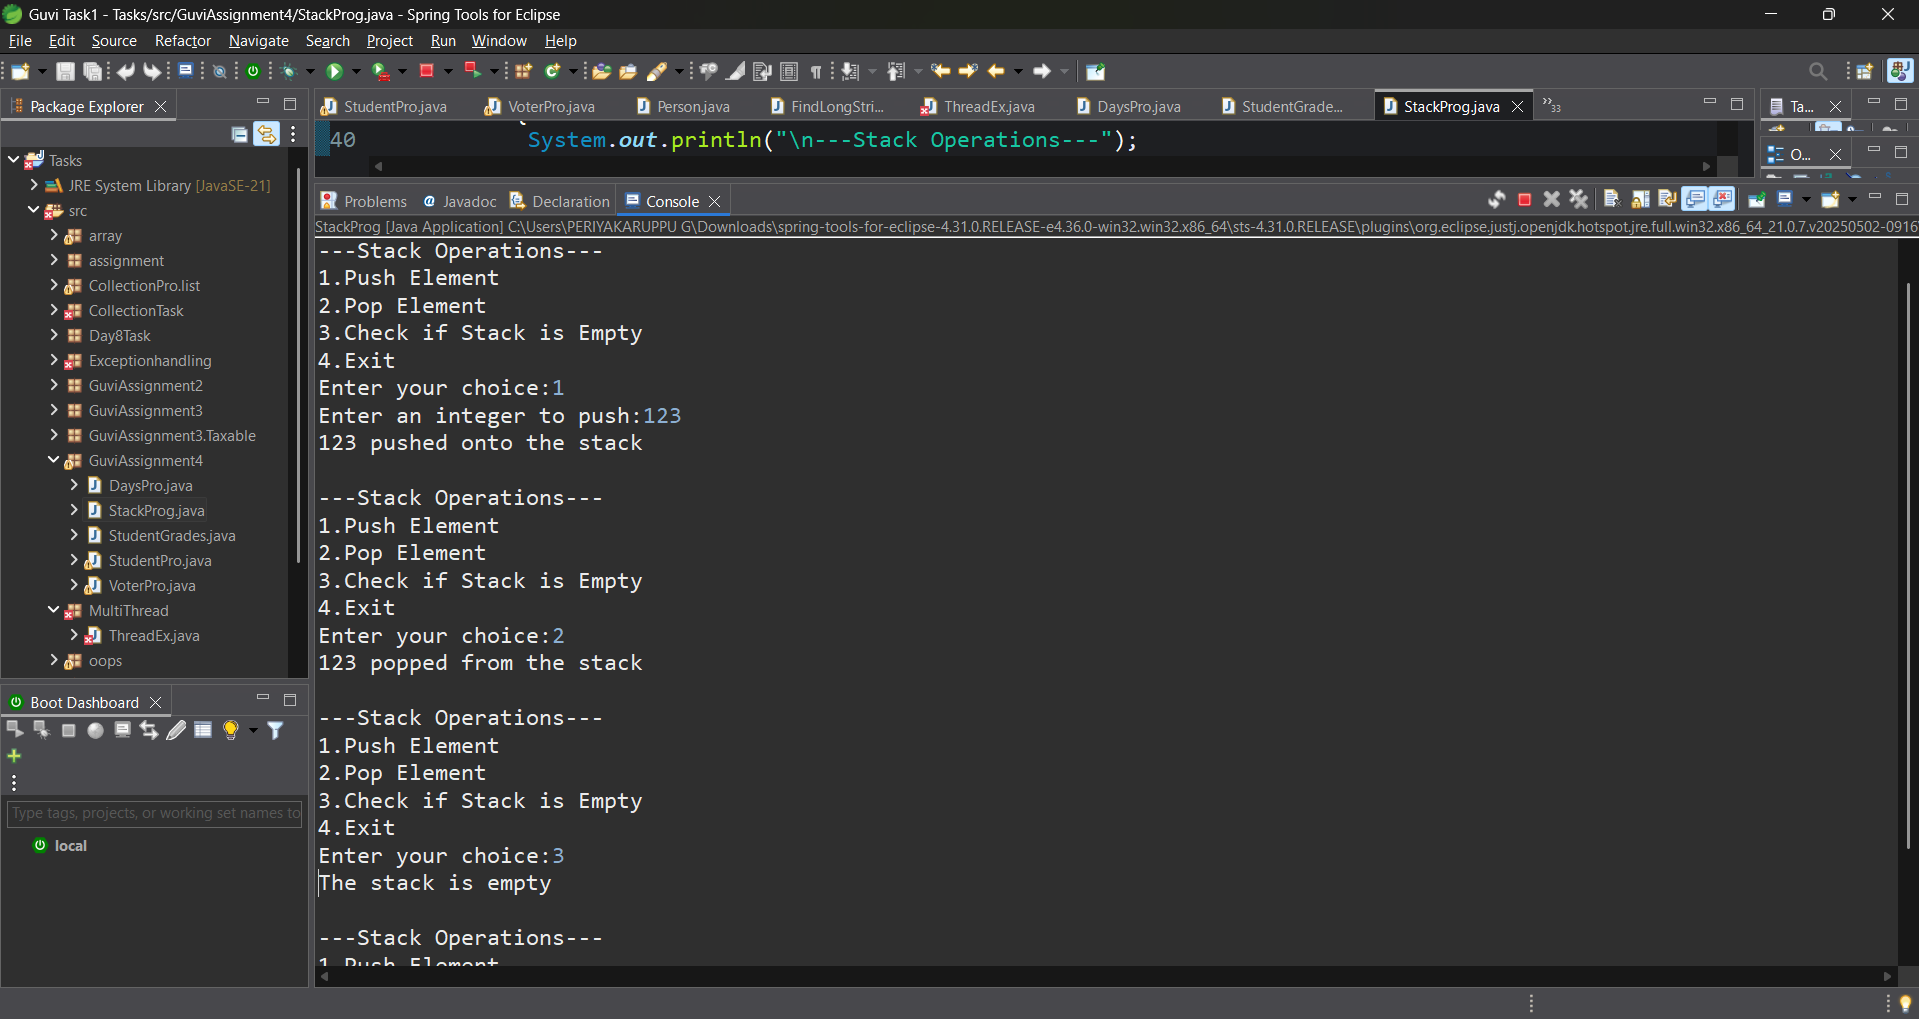 Guvi Task1 - Tasks/src/GuviAssignment4/StackProg.java - Spring Tools for Eclipse
File Edit Source Refactor Navigate Search Project Run Window Help
Package Explorer
Tasks
JRE System Library [JavaSE-21]
src
array
assignment
CollectionPro.list
CollectionTask
Day8Task
Exceptionhandling
GuviAssignment2
GuviAssignment3
GuviAssignment3.Taxable
GuviAssignment4
DaysPro.java
StackProg.java
StudentGrades.java
StudentPro.java
VoterPro.java
MultiThread
ThreadEx.java
oops
Boot Dashboard
Type tags, projects, or working set names to
local
StudentPro.java VoterPro.java Person.java FindLongStri... ThreadEx.java DaysPro.java StudentGrade... StackProg.java »33
40 System.out.println("\n---Stack Operations---");
Problems @ Javadoc Declaration Console
StackProg [Java Application] C:\Users\PERIYAKARUPPU G\Downloads\spring-tools-for-eclipse-4.31.0.RELEASE-e4.36.0-win32.win32.x86_64\sts-4.31.0.RELEASE\plugins\org.eclipse.justj.openjdk.hotspot.jre.full.win32.x86_64_21.0.7.v20250502-0916
---Stack Operations---
1.Push Element
2.Pop Element
3.Check if Stack is Empty
4.Exit
Enter your choice:1
Enter an integer to push:123
123 pushed onto the stack
---Stack Operations---
1.Push Element
2.Pop Element
3.Check if Stack is Empty
4.Exit
Enter your choice:2
123 popped from the stack
---Stack Operations---
1.Push Element
2.Pop Element
3.Check if Stack is Empty
4.Exit
Enter your choice:3
The stack is empty
---Stack Operations---
1.Push Element
Ta...
O...